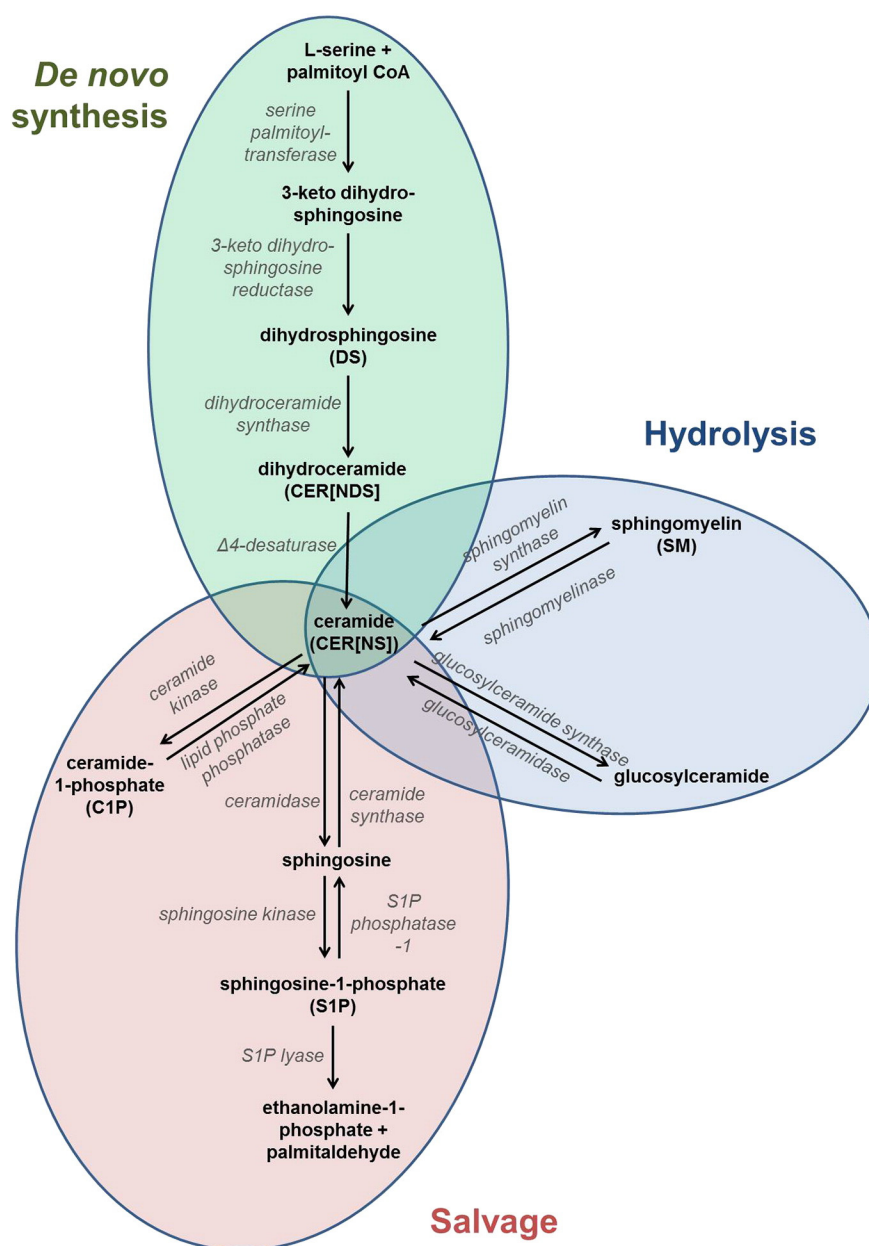 De novo
synthesis
L-serine +
palmitoyl CoA
serine
palmitoyl-
transferase
3-keto dihydro-
sphingosine
3-keto dihydro-
sphingosine
reductase
dihydrosphingosine
(DS)
dihydroceramide
synthase
dihydroceramide
(CER[NDS]
Δ4-desaturase
ceramide
(CER[NS])
Hydrolysis
sphingomyelin
synthase
sphingomyelin
(SM)
sphingomyelinase
glucosylceramide synthase
glucosylceramidase
glucosylceramide
ceramide
kinase
lipid phosphate
phosphatase
ceramide-
1-phosphate
(C1P)
ceramidase
ceramide
synthase
sphingosine
sphingosine kinase
S1P
phosphatase
-1
sphingosine-1-phosphate
(S1P)
S1P lyase
ethanolamine-1-
phosphate +
palmitaldehyde
Salvage